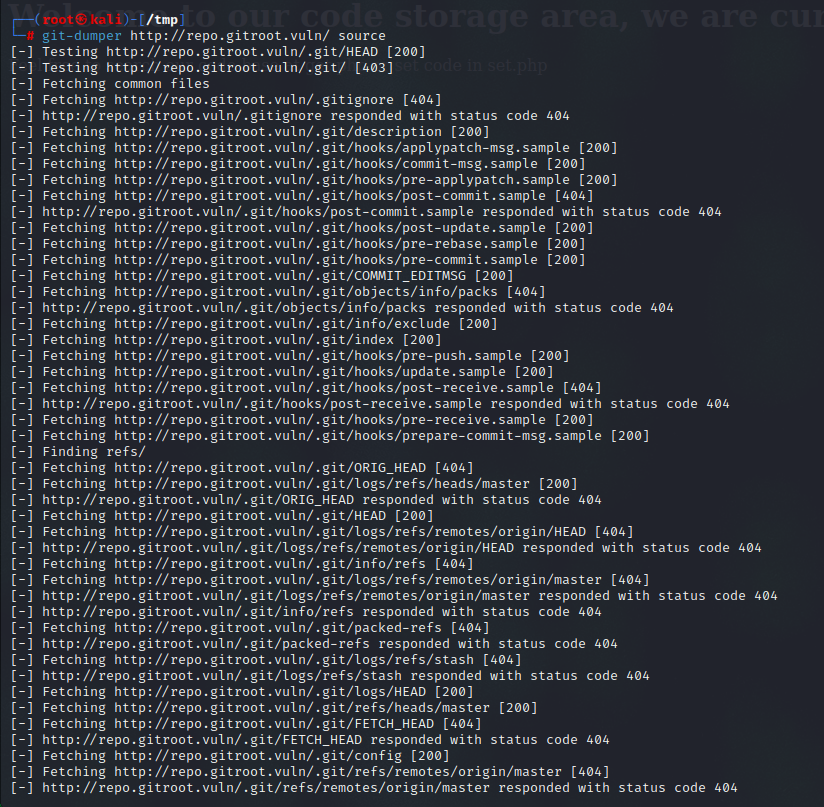 Welcome to our code storage area, we are cur
┌──(root㉿kali)-[/tmp]
└─# git-dumper http://repo.gitroot.vuln/ source
[-] Testing http://repo.gitroot.vuln/.git/HEAD [200]
[-] Testing http://repo.gitroot.vuln/.git/ [403]
set code in set.php
[-] Fetching common files
[-] Fetching http://repo.gitroot.vuln/.gitignore [404]
[-] http://repo.gitroot.vuln/.gitignore responded with status code 404
[-] Fetching http://repo.gitroot.vuln/.git/description [200]
[-] Fetching http://repo.gitroot.vuln/.git/hooks/applypatch-msg.sample [200]
[-] Fetching http://repo.gitroot.vuln/.git/hooks/commit-msg.sample [200]
[-] Fetching http://repo.gitroot.vuln/.git/hooks/pre-applypatch.sample [200]
[-] Fetching http://repo.gitroot.vuln/.git/hooks/post-commit.sample [404]
[-] http://repo.gitroot.vuln/.git/hooks/post-commit.sample responded with status code 404
[-] Fetching http://repo.gitroot.vuln/.git/hooks/post-update.sample [200]
[-] Fetching http://repo.gitroot.vuln/.git/hooks/pre-rebase.sample [200]
[-] Fetching http://repo.gitroot.vuln/.git/hooks/pre-commit.sample [200]
[-] Fetching http://repo.gitroot.vuln/.git/COMMIT_EDITMSG [200]
[-] Fetching http://repo.gitroot.vuln/.git/objects/info/packs [404]
[-] http://repo.gitroot.vuln/.git/objects/info/packs responded with status code 404
[-] Fetching http://repo.gitroot.vuln/.git/info/exclude [200]
[-] Fetching http://repo.gitroot.vuln/.git/index [200]
[-] Fetching http://repo.gitroot.vuln/.git/hooks/pre-push.sample [200]
[-] Fetching http://repo.gitroot.vuln/.git/hooks/update.sample [200]
[-] Fetching http://repo.gitroot.vuln/.git/hooks/post-receive.sample [404]
[-] http://repo.gitroot.vuln/.git/hooks/post-receive.sample responded with status code 404
[-] Fetching http://repo.gitroot.vuln/.git/hooks/pre-receive.sample [200]
[-] Fetching http://repo.gitroot.vuln/.git/hooks/prepare-commit-msg.sample [200]
[-] Finding refs/
[-] Fetching http://repo.gitroot.vuln/.git/ORIG_HEAD [404]
[-] Fetching http://repo.gitroot.vuln/.git/logs/refs/heads/master [200]
[-] http://repo.gitroot.vuln/.git/ORIG_HEAD responded with status code 404
[-] Fetching http://repo.gitroot.vuln/.git/HEAD [200]
[-] Fetching http://repo.gitroot.vuln/.git/logs/refs/remotes/origin/HEAD [404]
[-] http://repo.gitroot.vuln/.git/logs/refs/remotes/origin/HEAD responded with status code 404
[-] Fetching http://repo.gitroot.vuln/.git/info/refs [404]
[-] Fetching http://repo.gitroot.vuln/.git/logs/refs/remotes/origin/master [404]
[-] http://repo.gitroot.vuln/.git/logs/refs/remotes/origin/master responded with status code 404
[-] http://repo.gitroot.vuln/.git/info/refs responded with status code 404
[-] Fetching http://repo.gitroot.vuln/.git/packed-refs [404]
[-] http://repo.gitroot.vuln/.git/packed-refs responded with status code 404
[-] Fetching http://repo.gitroot.vuln/.git/logs/refs/stash [404]
[-] http://repo.gitroot.vuln/.git/logs/refs/stash responded with status code 404
[-] Fetching http://repo.gitroot.vuln/.git/logs/HEAD [200]
[-] Fetching http://repo.gitroot.vuln/.git/refs/heads/master [200]
[-] Fetching http://repo.gitroot.vuln/.git/FETCH_HEAD [404]
[-] http://repo.gitroot.vuln/.git/FETCH_HEAD responded with status code 404
[-] Fetching http://repo.gitroot.vuln/.git/config [200]
[-] Fetching http://repo.gitroot.vuln/.git/refs/remotes/origin/master [404]
[-] http://repo.gitroot.vuln/.git/refs/remotes/origin/master responded with status code 404